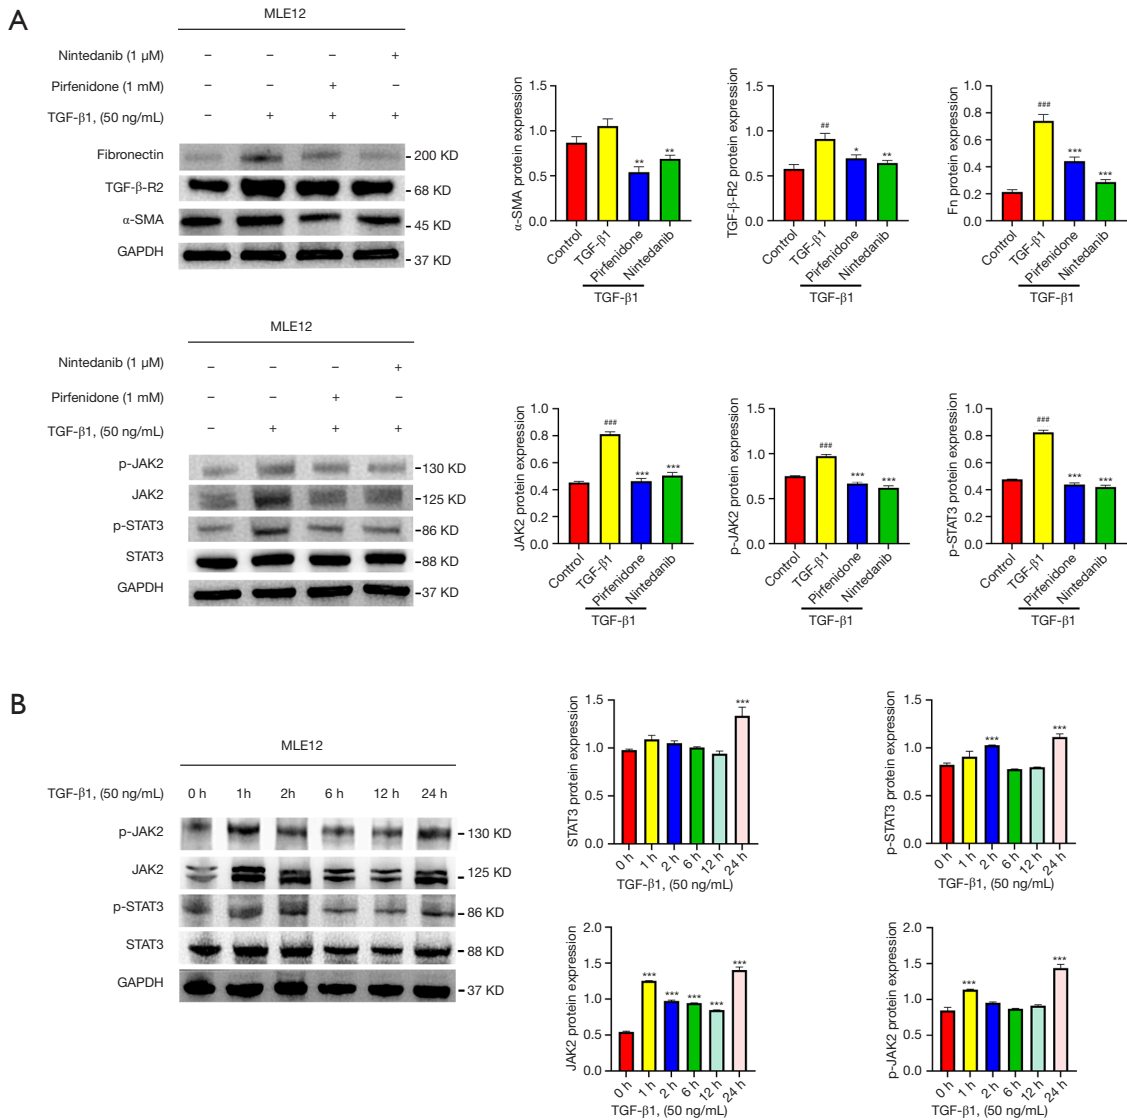 A
MLE12
Nintedanib (1 µM) – – – +
Pirfenidone (1 mM) – – + –
TGF-β1, (50 ng/mL) – + + +
Fibronectin 200 KD
TGF-β-R2 68 KD
α-SMA 45 KD
GAPDH 37 KD
α-SMA protein expression
1.5
1.0
0.5
0.0
** **
Control
TGF-β1
Pirfenidone
Nintedanib
TGF-β1
TGF-β-R2 protein expression
1.5
1.0
0.5
0.0
## * **
Control
TGF-β1
Pirfenidone
Nintedanib
TGF-β1
Fn protein expression
1.0
0.8
0.6
0.4
0.2
0.0
### *** ***
Control
TGF-β1
Pirfenidone
Nintedanib
TGF-β1
MLE12
Nintedanib (1 µM) – – – +
Pirfenidone (1 mM) – – + –
TGF-β1, (50 ng/mL) – + + +
p-JAK2 130 KD
JAK2 125 KD
p-STAT3 86 KD
STAT3 88 KD
GAPDH 37 KD
JAK2 protein expression
1.0
0.8
0.6
0.4
0.2
0.0
### *** ***
Control
TGF-β1
Pirfenidone
Nintedanib
TGF-β1
p-JAK2 protein expression
1.5
1.0
0.5
0.0
### *** ***
Control
TGF-β1
Pirfenidone
Nintedanib
TGF-β1
p-STAT3 protein expression
1.0
0.8
0.6
0.4
0.2
0.0
### *** ***
Control
TGF-β1
Pirfenidone
Nintedanib
TGF-β1
B
MLE12
TGF-β1, (50 ng/mL) 0 h 1h 2h 6 h 12 h 24 h
p-JAK2 130 KD
JAK2 125 KD
p-STAT3 86 KD
STAT3 88 KD
GAPDH 37 KD
STAT3 protein expression
1.5
1.0
0.5
0.0
***
0 h 1 h 2 h 6 h 12 h 24 h
TGF-β1, (50 ng/mL)
p-STAT3 protein expression
1.5
1.0
0.5
0.0
*** ***
0 h 1 h 2 h 6 h 12 h 24 h
TGF-β1, (50 ng/mL)
JAK2 protein expression
2.0
1.5
1.0
0.5
0.0
*** *** *** *** ***
0 h 1 h 2 h 6 h 12 h 24 h
TGF-β1, (50 ng/mL)
p-JAK2 protein expression
2.0
1.5
1.0
0.5
0.0
*** ***
0 h 1 h 2 h 6 h 12 h 24 h
TGF-β1, (50 ng/mL)